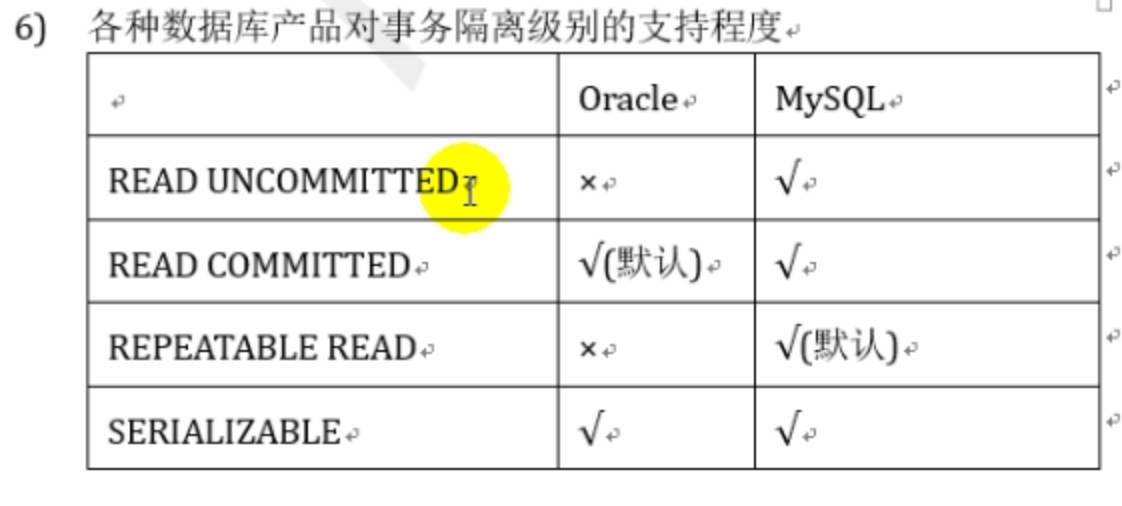 6) 各种数据库产品对事务隔离级别的支持程度
Oracle MySQL
READ UNCOMMITTED × √
READ COMMITTED √(默认) √
REPEATABLE READ × √(默认)
SERIALIZABLE √ √